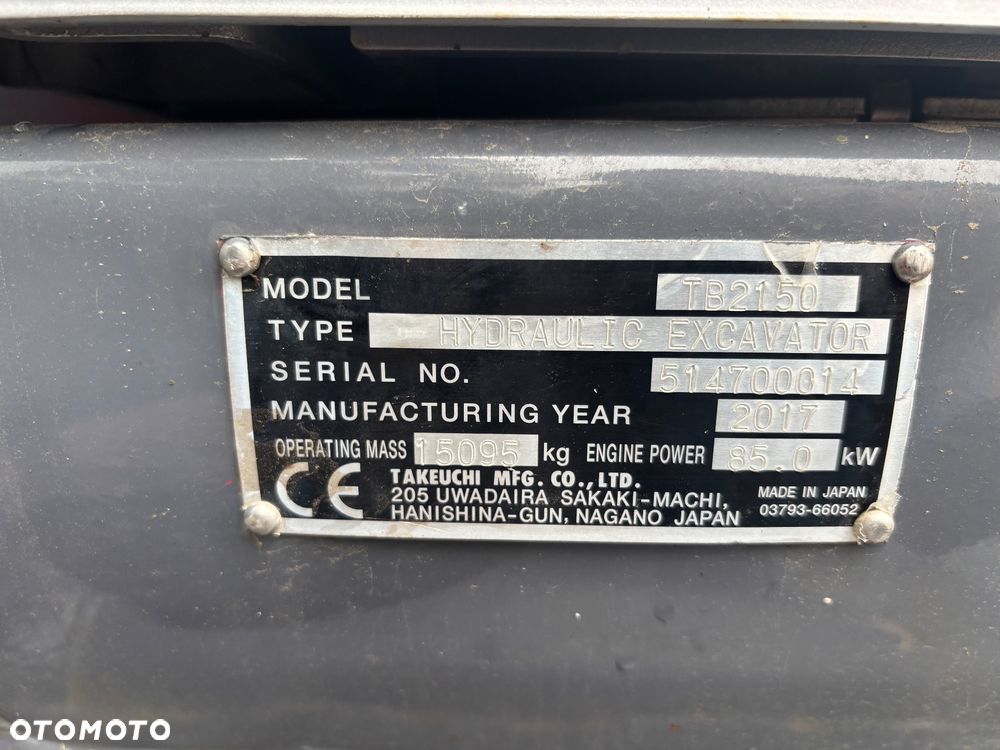 MODEL TB2150
TYPE HYDRAULIC EXCAVATOR
SERIAL NO. 514700014
MANUFACTURING YEAR 2017
OPERATING MASS 15095 kg ENGINE POWER 85.0 kW
CE
TAKEUCHI MFG. CO., LTD.
205 UWADAIRA SAKAKI-MACHI,
HANISHINA-GUN, NAGANO JAPAN
MADE IN JAPAN
03793-66052
OTOMOTO